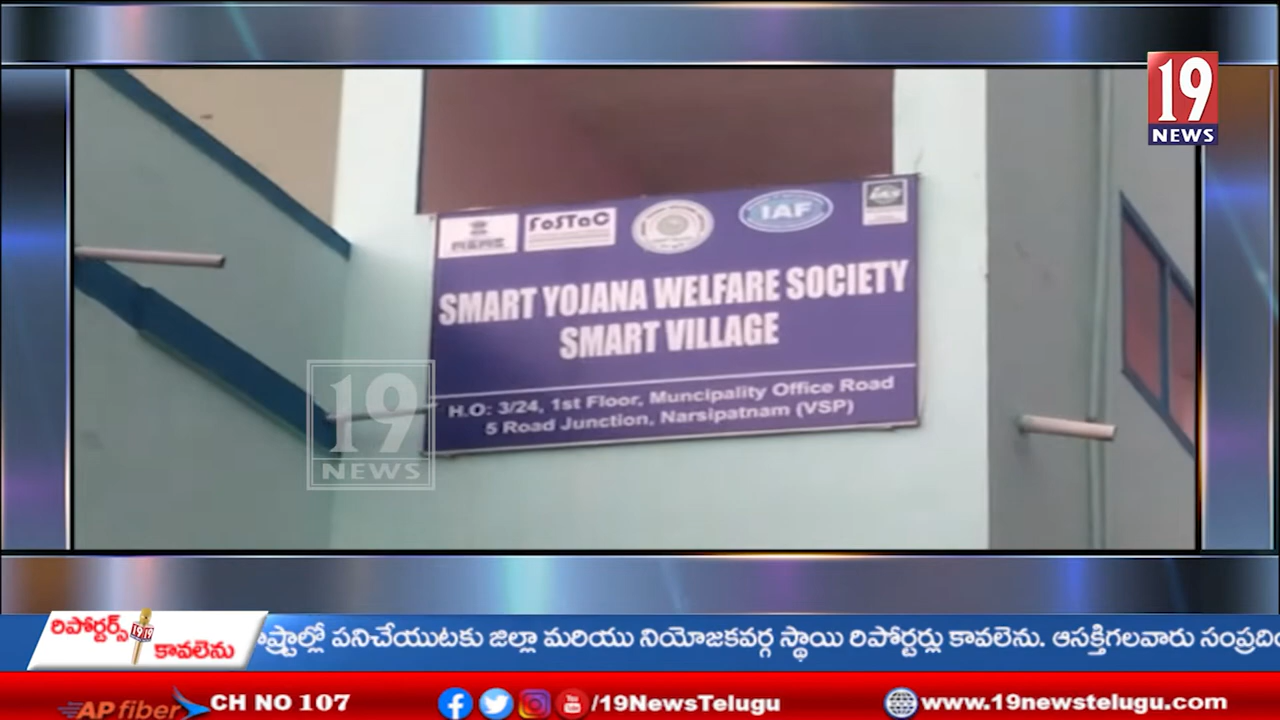 19
NEWS
FoSTaC
IAF
SMART YOJANA WELFARE SOCIETY
SMART VILLAGE
H.O: 3/24, 1st Floor, Muncipality Office Road
5 Road Junction, Narsipatnam (VSP)
19
NEWS
రిపోర్టర్స్
19 19
కావలెను
పనిచేయుటకు జిల్లా మరియు నియోజకవర్గ స్థాయి రిపోర్టర్లు కావలెను. ఆసక్తిగలవారు
AP fiber
CH NO 107
/19NewsTelugu
www.19newstelugu.com